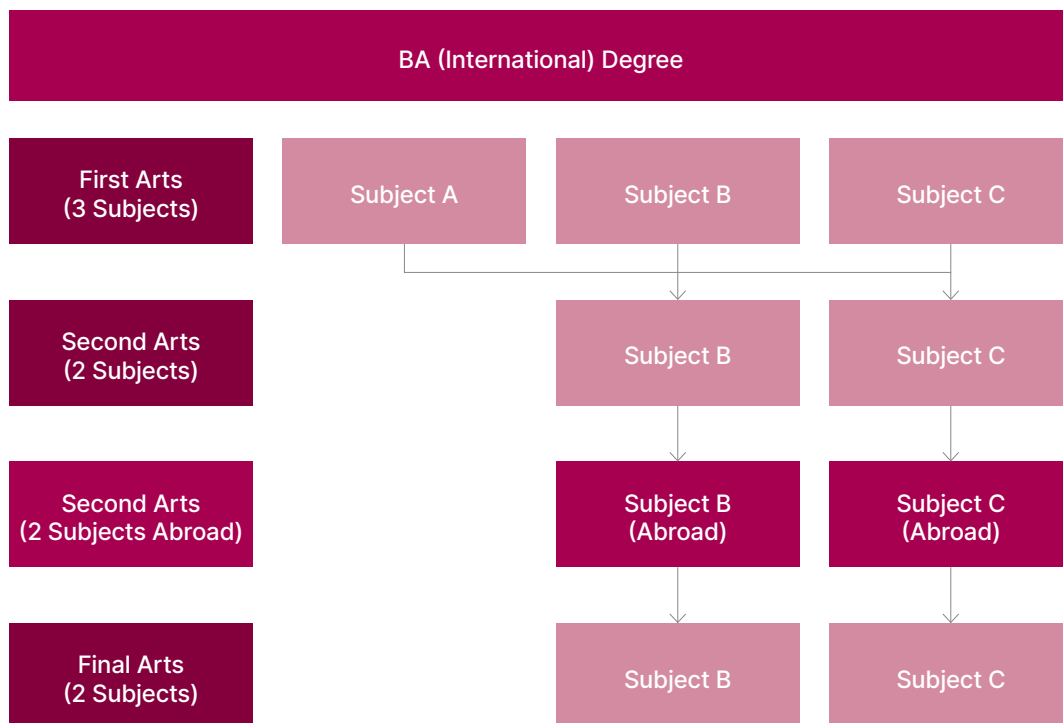 BA (International) Degree
First Arts
(3 Subjects)
Subject A
Subject B
Subject C
Second Arts
(2 Subjects)
Subject B
Subject C
Second Arts
(2 Subjects Abroad)
Subject B
(Abroad)
Subject C
(Abroad)
Final Arts
(2 Subjects)
Subject B
Subject C